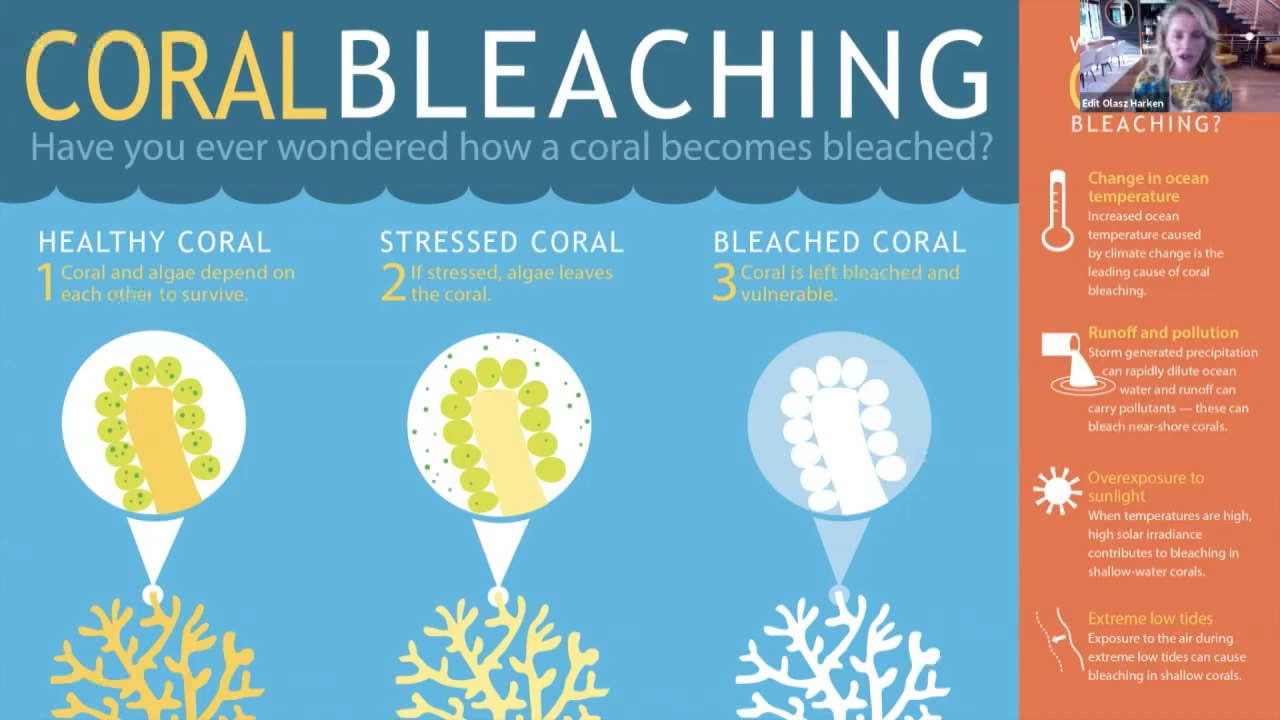 CORAL BLEACHING
Have you ever wondered how a coral becomes bleached?
HEALTHY CORAL
1 Coral and algae depend on
each other to survive.
STRESSED CORAL
2 If stressed, algae leaves
the coral.
BLEACHED CORAL
3 Coral is left bleached and
vulnerable.
Edit Olasz Harken
BLEACHING?
Change in ocean
temperature
Increased ocean
temperature caused
by climate change is the
leading cause of coral
bleaching.
Runoff and pollution
Storm generated precipitation
can rapidly dilute ocean
water and runoff can
carry pollutants — these can
bleach near-shore corals.
Overexposure to
sunlight
When temperatures are high,
high solar irradiance
contributes to bleaching in
shallow-water corals.
Extreme low tides
Exposure to the air during
extreme low tides can cause
bleaching in shallow corals.